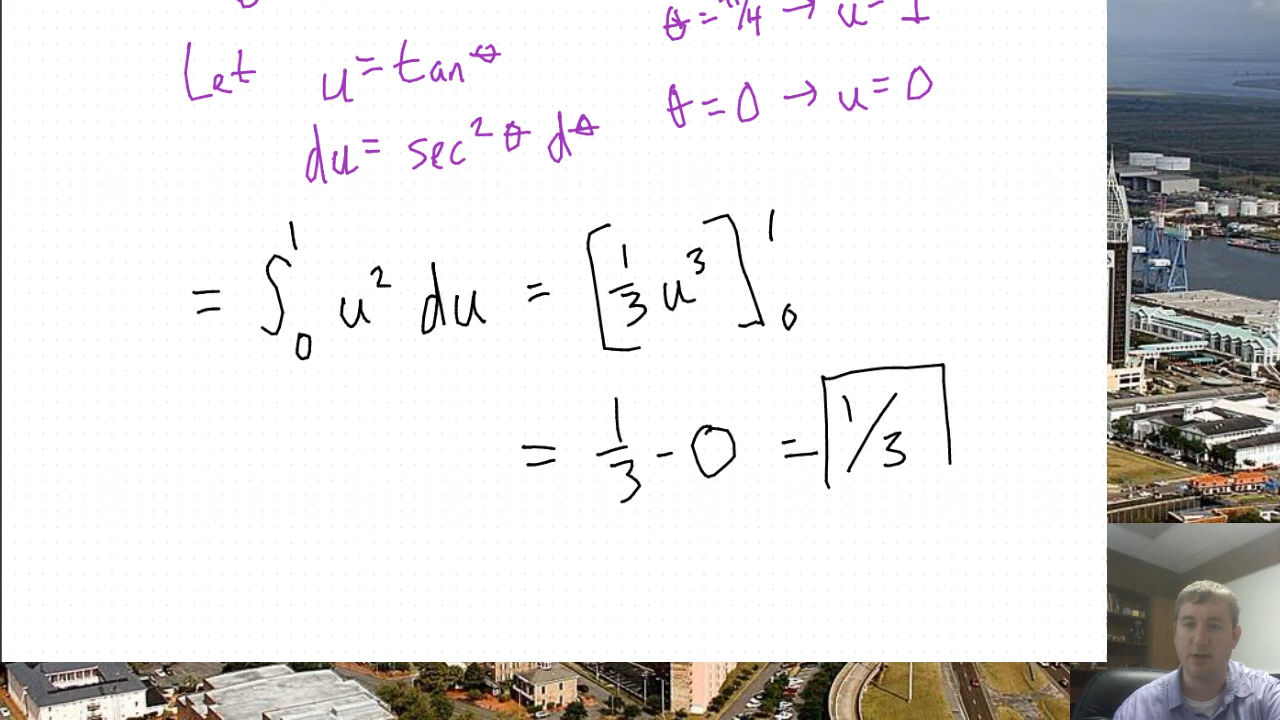 θ = π/4 → u = 1
Let u = tan θ
θ = 0 → u = 0
du = sec² θ dθ
= ∫₀¹ u² du = [1/3 u³]₀¹
= 1/3 - 0 = 1/3